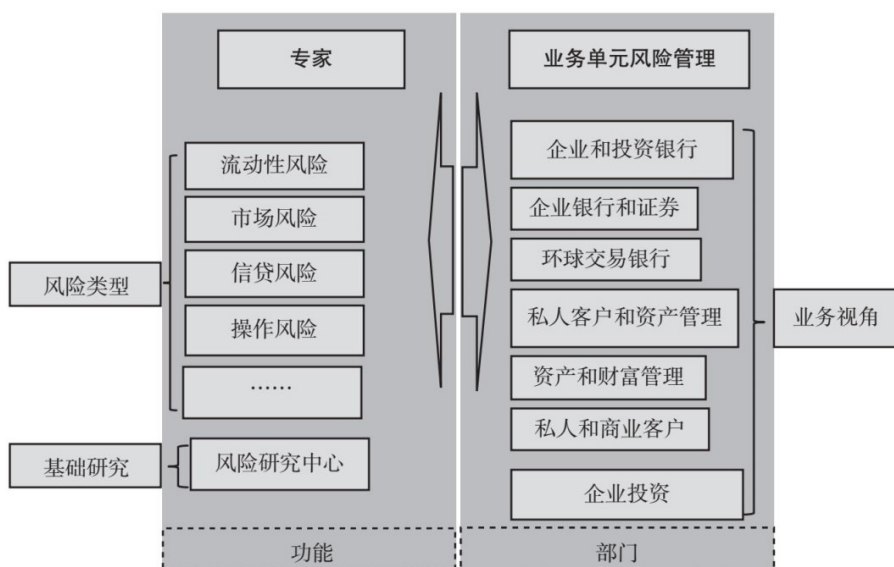 专家
业务单元风险管理
流动性风险
市场风险
信贷风险
操作风险
……
风险类型
基础研究
风险研究中心
企业和投资银行
企业银行和证券
环球交易银行
私人客户和资产管理
资产和财富管理
私人和商业客户
企业投资
业务视角
功能
部门